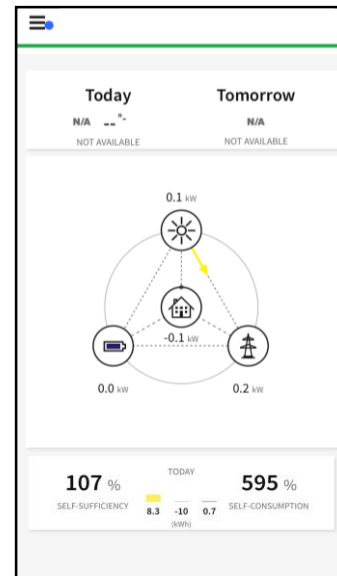 Today
Tomorrow
N/A --°-
N/A
NOT AVAILABLE
NOT AVAILABLE
0.1 kW
-0.1 kW
0.0 kW
0.2 kW
TODAY
107 %
595 %
SELF-SUFFICIENCY
SELF-CONSUMPTION
8.3 -10 0.7
(kWh)